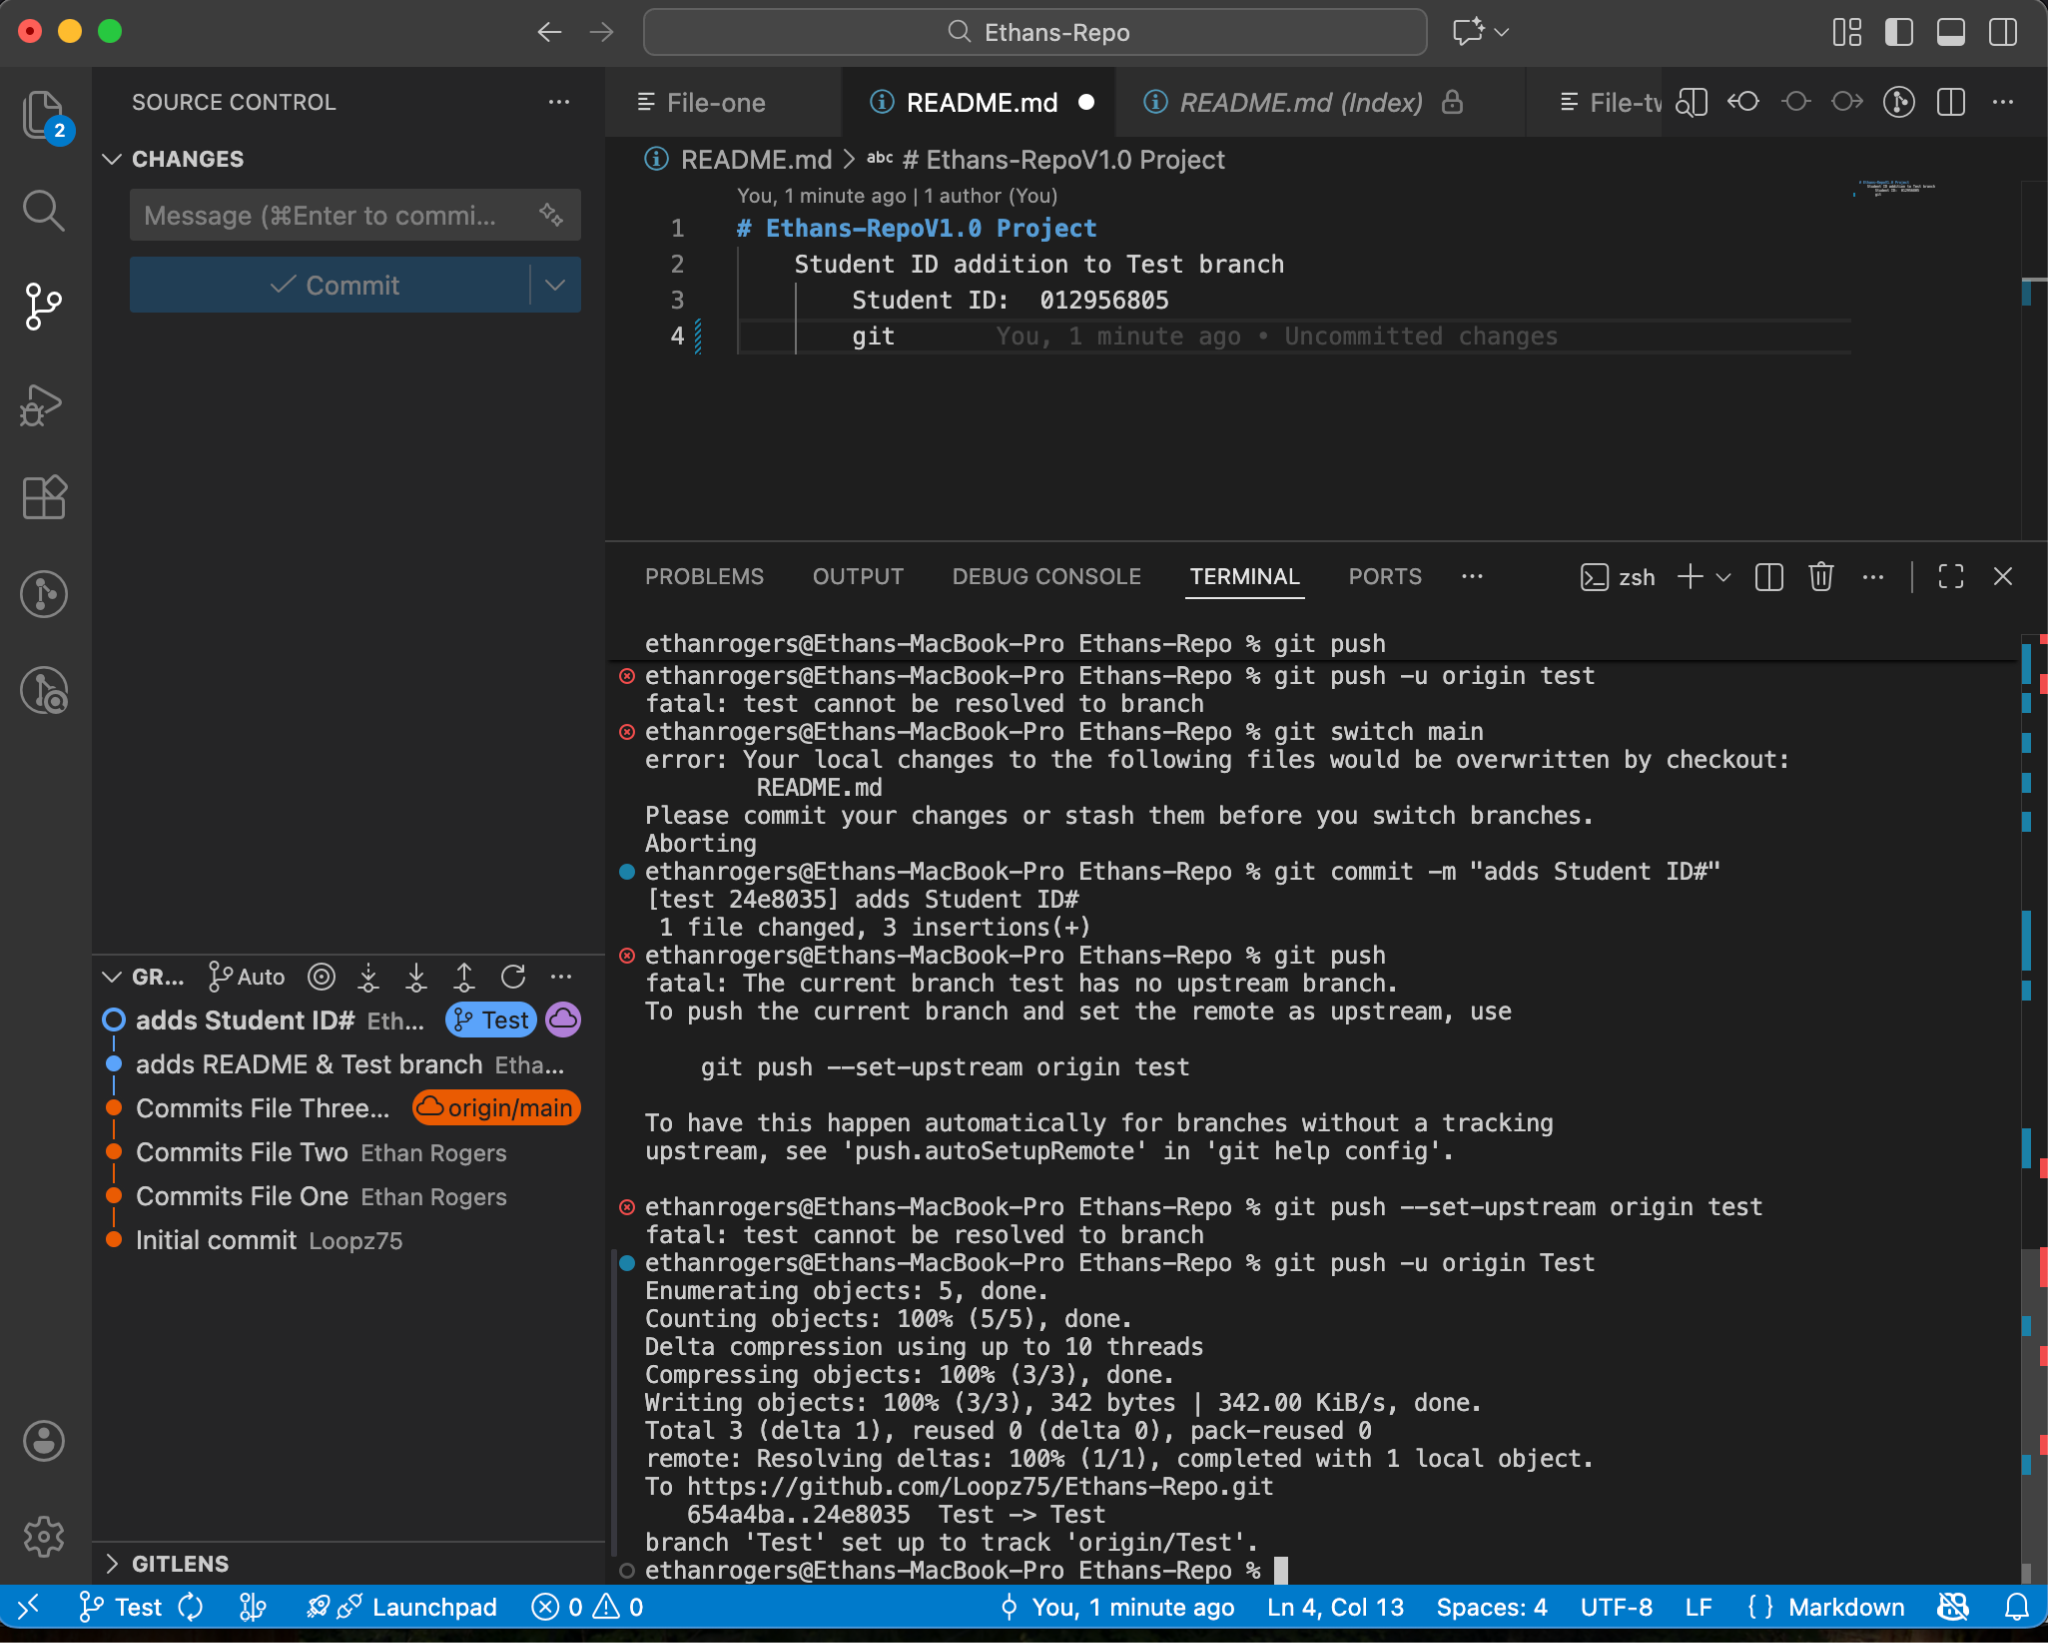 Ethans-Repo
2
SOURCE CONTROL
CHANGES
Message (⌘Enter to commi...
Commit
File-one
README.md
README.md (Index)
File-tw
README.md > abc # Ethans-RepoV1.0 Project
You, 1 minute ago | 1 author (You)
1 # Ethans-RepoV1.0 Project
2 Student ID addition to Test branch
3 Student ID: 012956805
4 git You, 1 minute ago • Uncommitted changes
PROBLEMS OUTPUT DEBUG CONSOLE TERMINAL PORTS
zsh
ethanrogers@Ethans-MacBook-Pro Ethans-Repo % git push
ethanrogers@Ethans-MacBook-Pro Ethans-Repo % git push -u origin test
fatal: test cannot be resolved to branch
ethanrogers@Ethans-MacBook-Pro Ethans-Repo % git switch main
error: Your local changes to the following files would be overwritten by checkout:
README.md
Please commit your changes or stash them before you switch branches.
Aborting
ethanrogers@Ethans-MacBook-Pro Ethans-Repo % git commit -m "adds Student ID#"
[test 24e8035] adds Student ID#
1 file changed, 3 insertions(+)
ethanrogers@Ethans-MacBook-Pro Ethans-Repo % git push
fatal: The current branch test has no upstream branch.
To push the current branch and set the remote as upstream, use
git push --set-upstream origin test
To have this happen automatically for branches without a tracking
upstream, see 'push.autoSetupRemote' in 'git help config'.
ethanrogers@Ethans-MacBook-Pro Ethans-Repo % git push --set-upstream origin test
fatal: test cannot be resolved to branch
ethanrogers@Ethans-MacBook-Pro Ethans-Repo % git push -u origin Test
Enumerating objects: 5, done.
Counting objects: 100% (5/5), done.
Delta compression using up to 10 threads
Compressing objects: 100% (3/3), done.
Writing objects: 100% (3/3), 342 bytes | 342.00 KiB/s, done.
Total 3 (delta 1), reused 0 (delta 0), pack-reused 0
remote: Resolving deltas: 100% (1/1), completed with 1 local object.
To https://github.com/Loopz75/Ethans-Repo.git
654a4ba..24e8035 Test -> Test
branch 'Test' set up to track 'origin/Test'.
ethanrogers@Ethans-MacBook-Pro Ethans-Repo %
GR... Auto
adds Student ID# Eth... Test
adds README & Test branch Etha...
Commits File Three... origin/main
Commits File Two Ethan Rogers
Commits File One Ethan Rogers
Initial commit Loopz75
GITLENS
Test Launchpad 0 0 You, 1 minute ago Ln 4, Col 13 Spaces: 4 UTF-8 LF {} Markdown